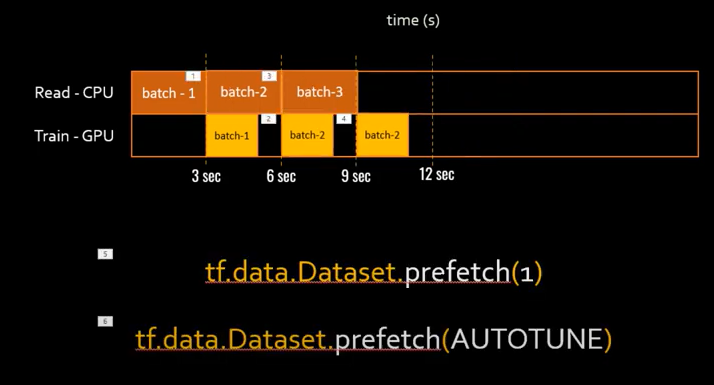 time (s)
Read - CPU
batch - 1
1
batch-2
3
batch-3
Train - GPU
batch-1
2
batch-2
4
batch-2
3 sec
6 sec
9 sec
12 sec
5
tf.data.Dataset.prefetch(1)
6
tf.data.Dataset.prefetch(AUTOTUNE)